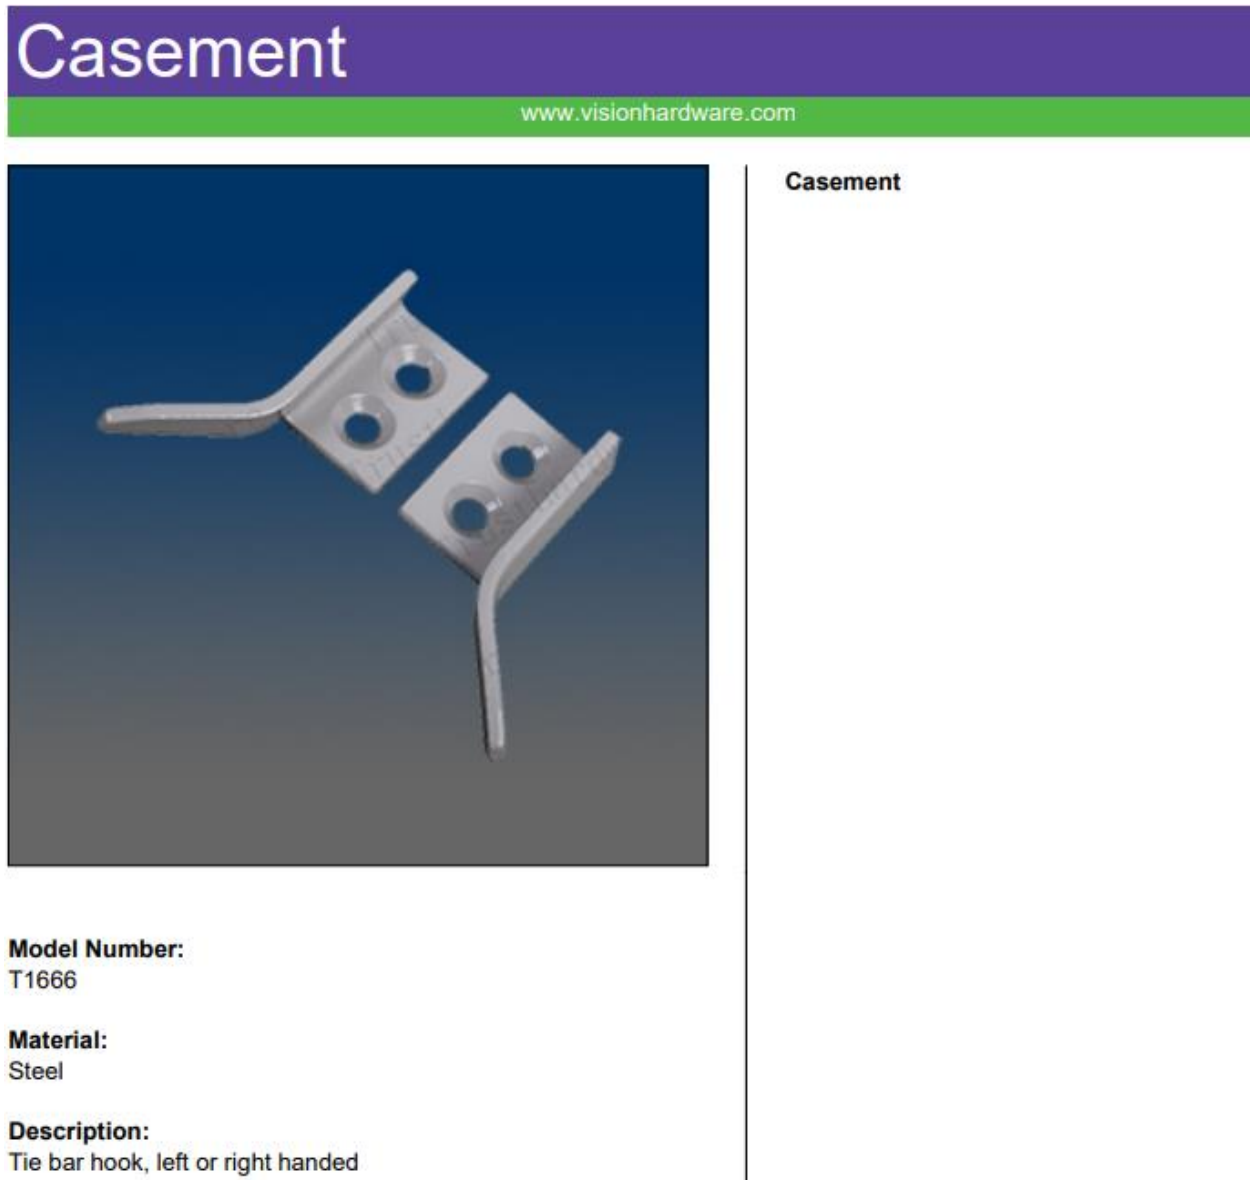 Casement
www.visionhardware.com
Casement
Model Number:
T1666
Material:
Steel
Description:
Tie bar hook, left or right handed